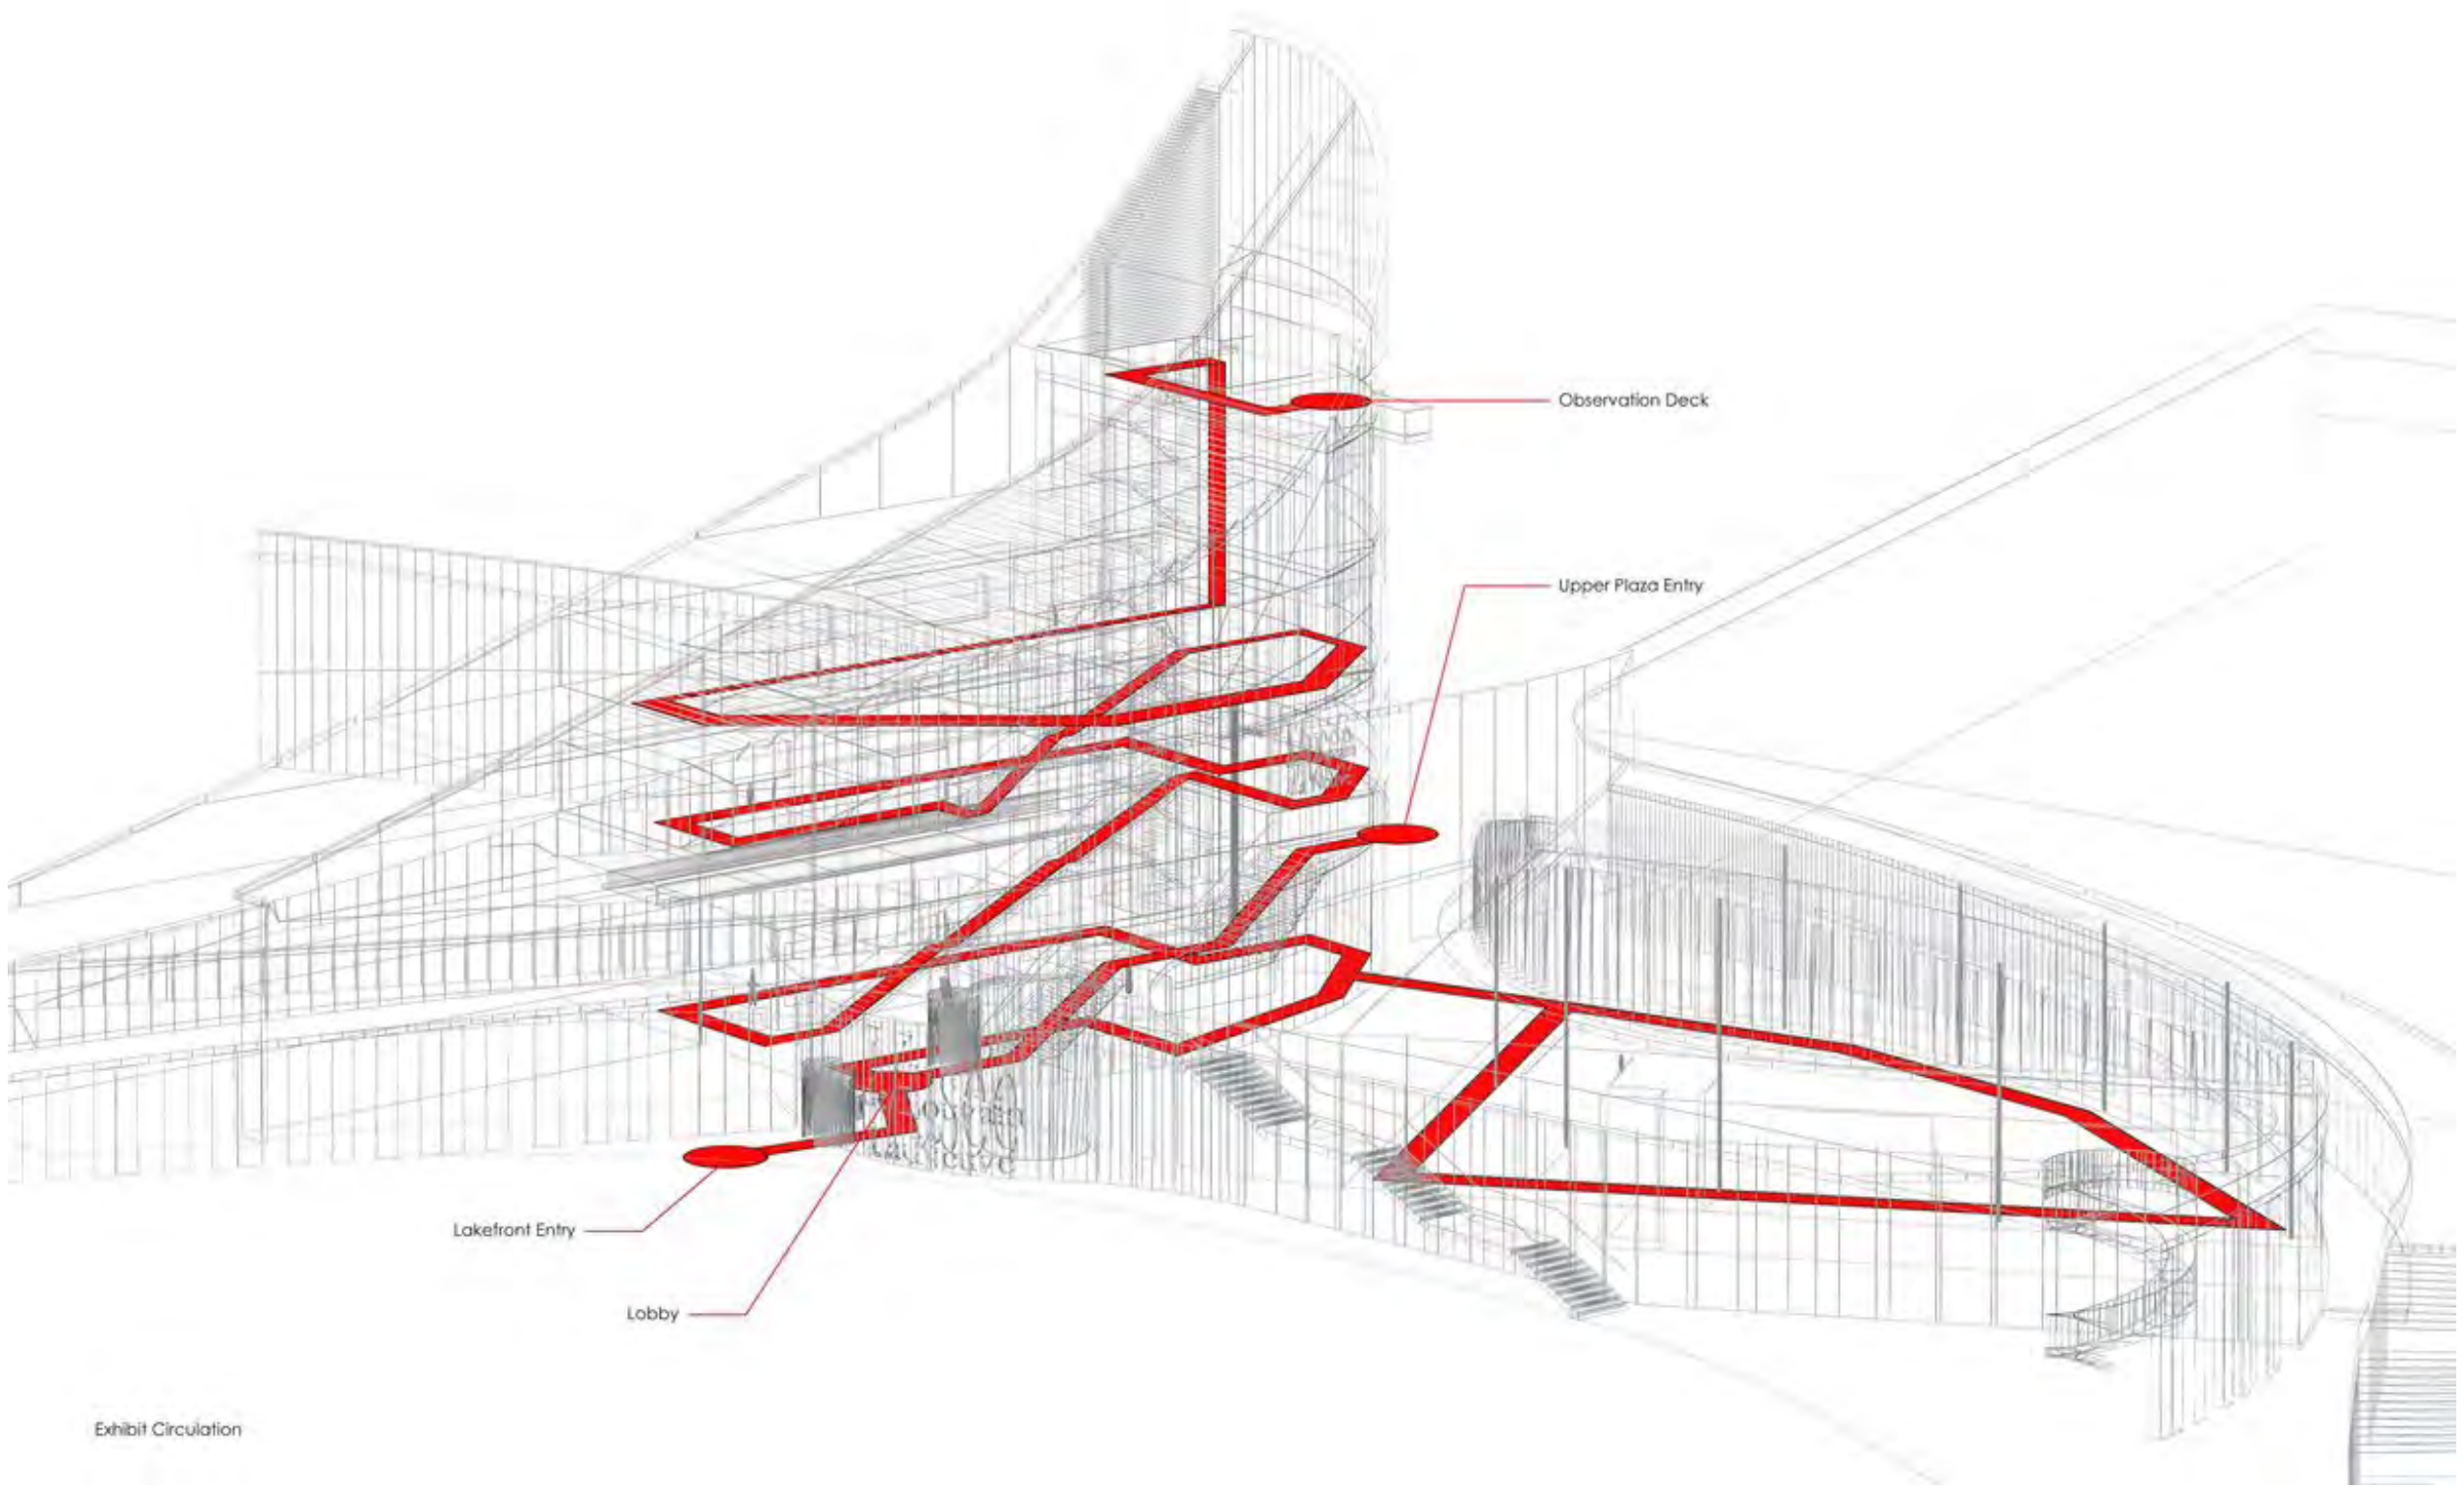 Observation Deck
Upper Plaza Entry
Lakefront Entry
Lobby
Exhibit Circulation